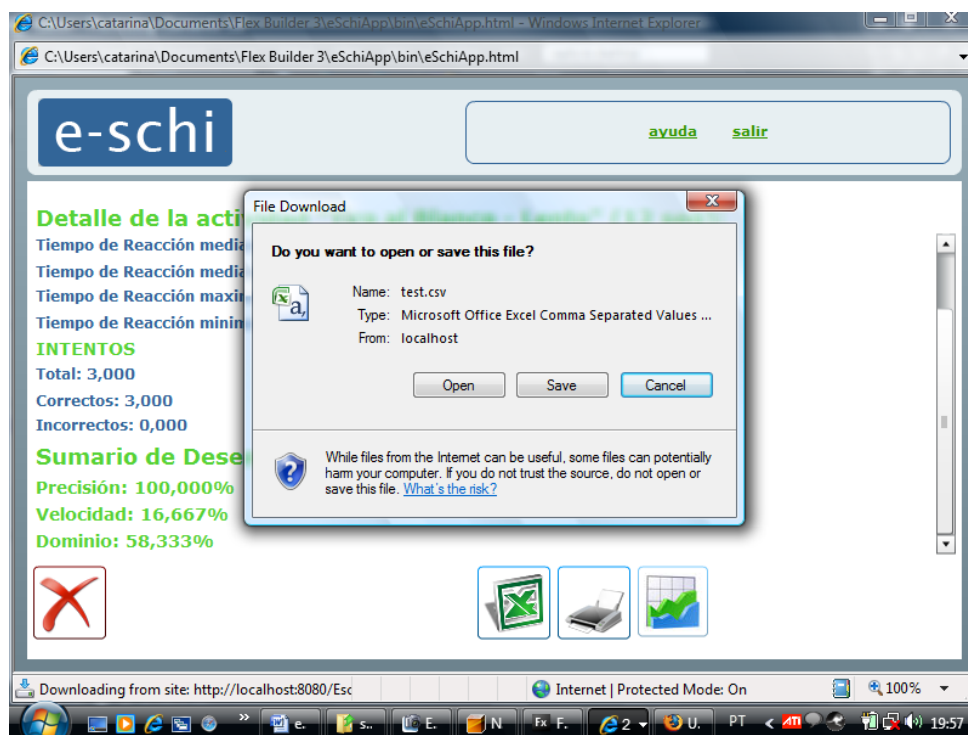 C:\Users\catarina\Documents\Flex Builder 3\eSchiApp\bin\eSchiApp.html - Windows Internet Explorer
C:\Users\catarina\Documents\Flex Builder 3\eSchiApp\bin\eSchiApp.html
e-schi
ayuda salir
Detalle de la acti
Tiempo de Reacción media
Tiempo de Reacción media
Tiempo de Reacción maxim
Tiempo de Reacción minim
INTENTOS
Total: 3,000
Correctos: 3,000
Incorrectos: 0,000
Sumario de Dese
Precisión: 100,000%
Velocidad: 16,667%
Dominio: 58,333%
File Download
Do you want to open or save this file?
Name: test.csv
Type: Microsoft Office Excel Comma Separated Values ...
From: localhost
Open Save Cancel
While files from the Internet can be useful, some files can potentially
harm your computer. If you do not trust the source, do not open or
save this file. What's the risk?
Downloading from site: http://localhost:8080/Esc
Internet | Protected Mode: On
100%
e. s.. E. N F. 2 U. PT ATI 19:57